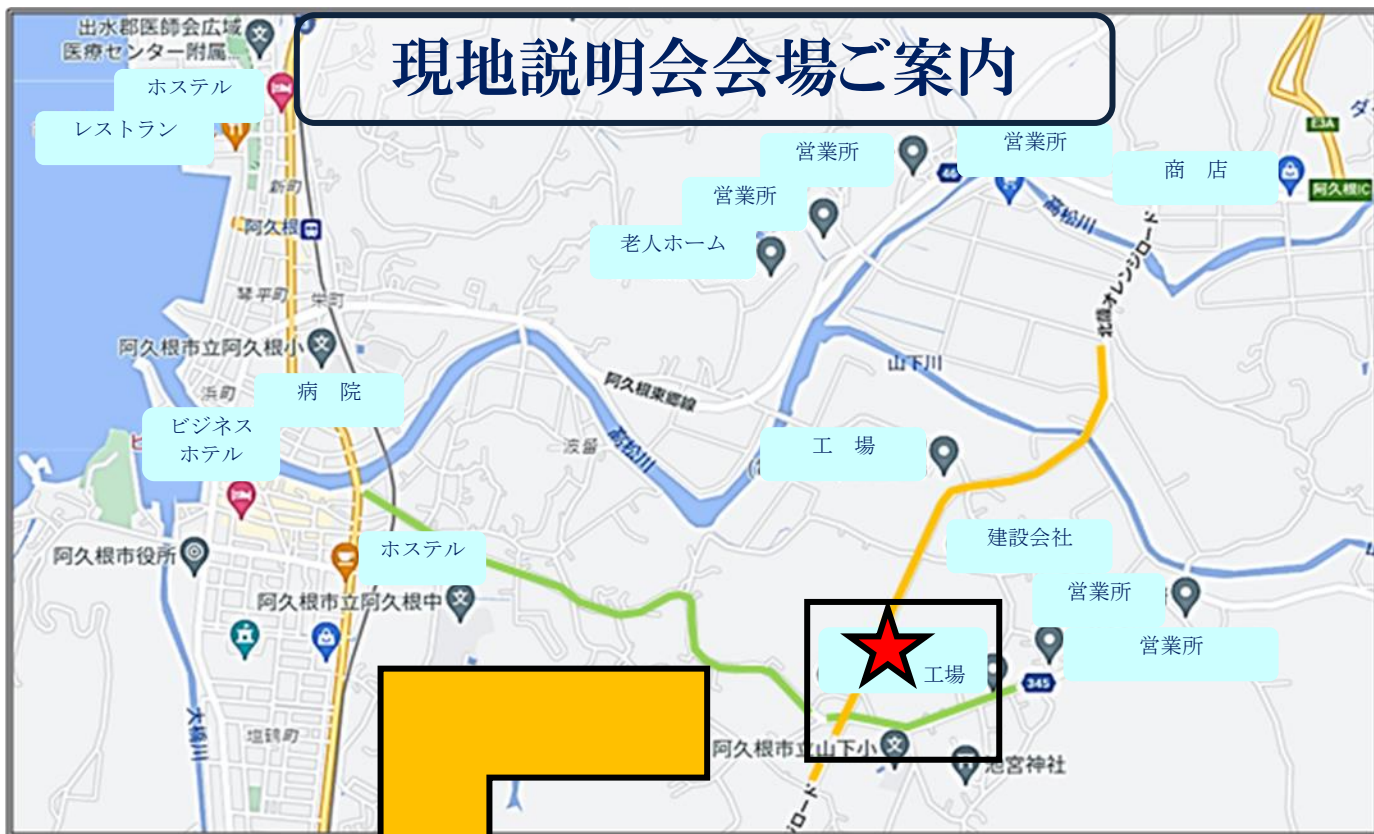 現地説明会会場ご案内
出水郡医師会広域
医療センター附属...
ホステル
レストラン
新町
阿久根
琴平町
栄町
阿久根市立阿久根小
浜町
病 院
ビジネス
ホテル
阿久根市役所
ホステル
阿久根市立阿久根中
大橋川
塩鶴町
営業所
営業所
老人ホーム
営業所
商 店
E3A
阿久根IC
高松川
北薩オレンジロード
山下川
阿久根東郷線
波留
高松川
工 場
建設会社
営業所
営業所
工場
345
阿久根市立山下小
池宮神社
ジロード